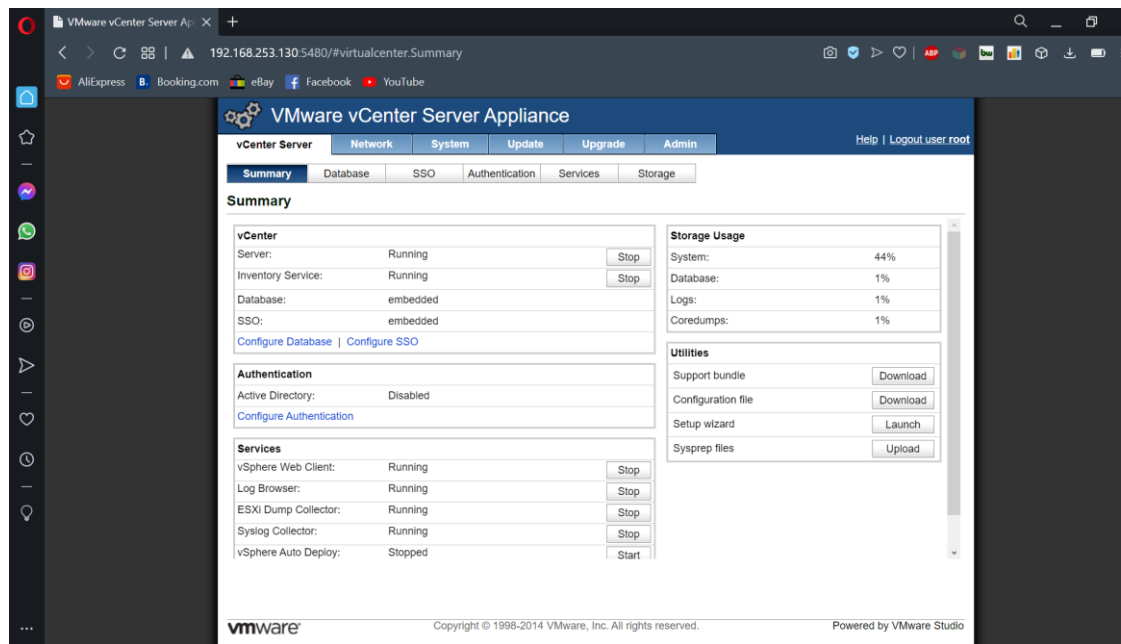 VMware vCenter Server Ap
192.168.253.130:5480/#virtualcenter.Summary
ABP
bw
AliExpress B. Booking.com eBay Facebook YouTube
VMware vCenter Server Appliance
vCenter Server Network System Update Upgrade Admin
Help | Logout user root
Summary Database SSO Authentication Services Storage
Summary
vCenter
Server: Running Stop
Inventory Service: Running Stop
Database: embedded
SSO: embedded
Configure Database | Configure SSO
Authentication
Active Directory: Disabled
Configure Authentication
Services
vSphere Web Client: Running Stop
Log Browser: Running Stop
ESXi Dump Collector: Running Stop
Syslog Collector: Running Stop
vSphere Auto Deploy: Stopped Start
Storage Usage
System: 44%
Database: 1%
Logs: 1%
Coredumps: 1%
Utilities
Support bundle Download
Configuration file Download
Setup wizard Launch
Sysprep files Upload
vmware
Copyright © 1998-2014 VMware, Inc. All rights reserved.
Powered by VMware Studio